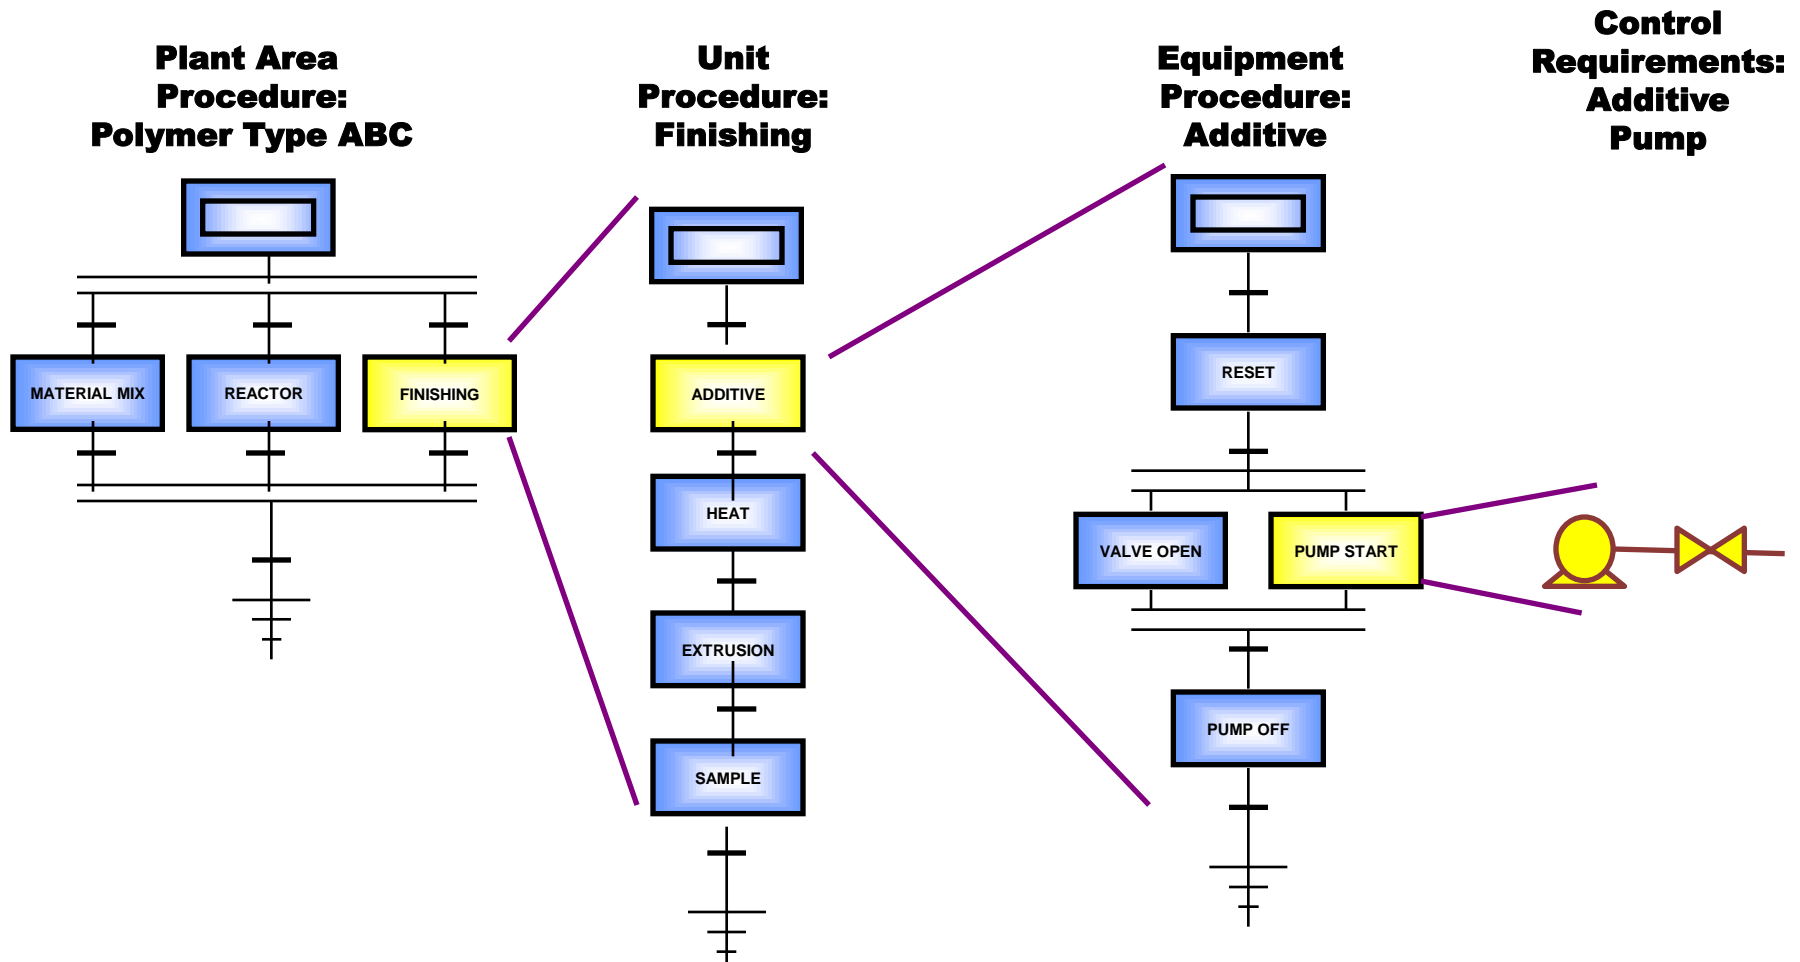 Plant Area
Procedure:
Polymer Type ABC
Unit
Procedure:
Finishing
Equipment
Procedure:
Additive
Control
Requirements:
Additive
Pump
MATERIAL MIX
REACTOR
FINISHING
ADDITIVE
HEAT
EXTRUSION
SAMPLE
RESET
VALVE OPEN
PUMP START
PUMP OFF